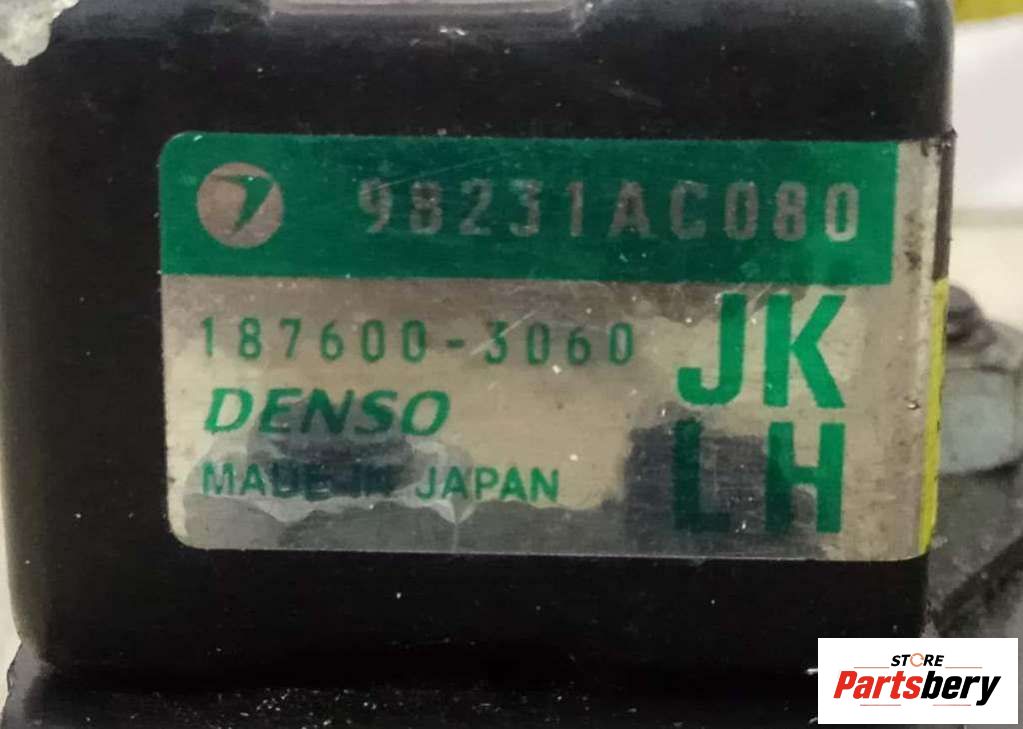 98231AC080
187600-3060
JK
DENSO
LH
MADE IN JAPAN
STORE
Partsbery